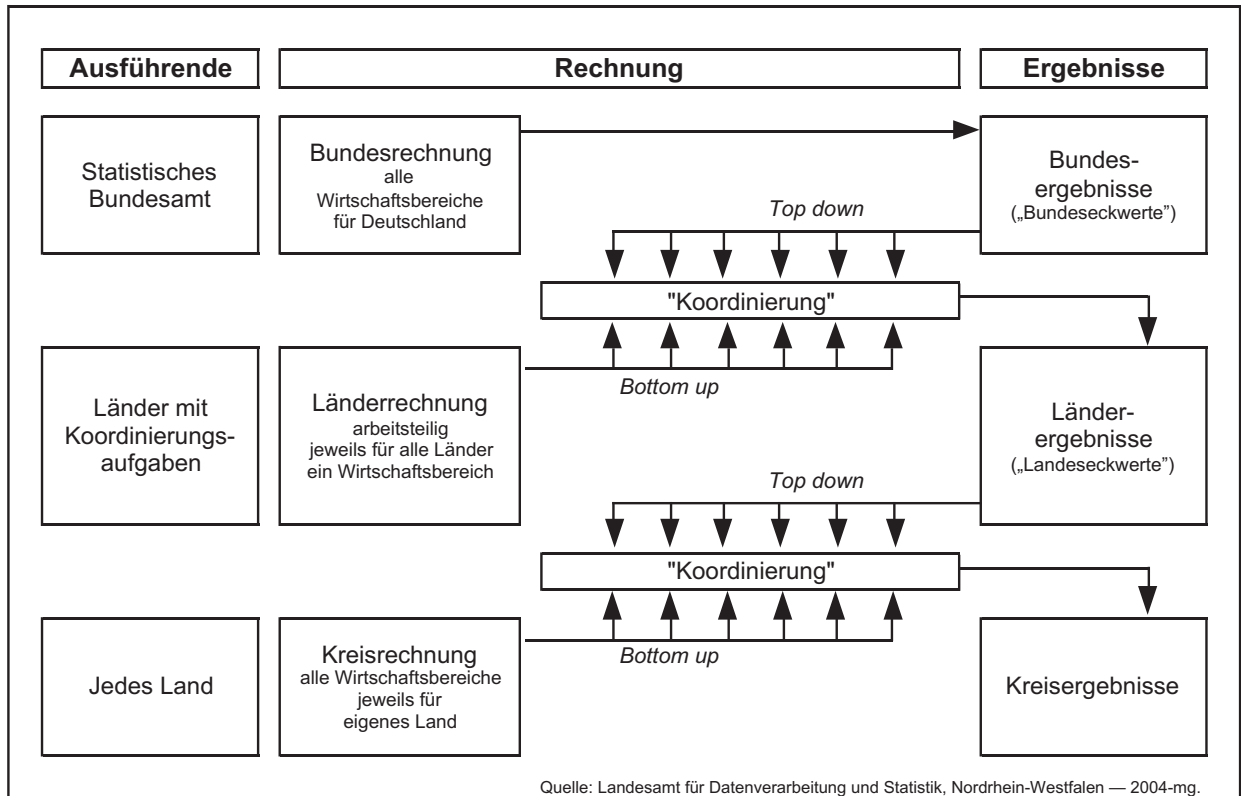 Ausführende
Rechnung
Ergebnisse
Statistisches
Bundesamt
Bundesrechnung
alle
Wirtschaftsbereiche
für Deutschland
Bundes-
ergebnisse
(„Bundeseckwerte”)
Top down
"Koordinierung"
Bottom up
Länder mit
Koordinierungs-
aufgaben
Länderrechnung
arbeitsteilig
jeweils für alle Länder
ein Wirtschaftsbereich
Länder-
ergebnisse
(„Landeseckwerte”)
Top down
"Koordinierung"
Bottom up
Jedes Land
Kreisrechnung
alle Wirtschaftsbereiche
jeweils für
eigenes Land
Kreisergebnisse
Quelle: Landesamt für Datenverarbeitung und Statistik, Nordrhein-Westfalen — 2004-mg.